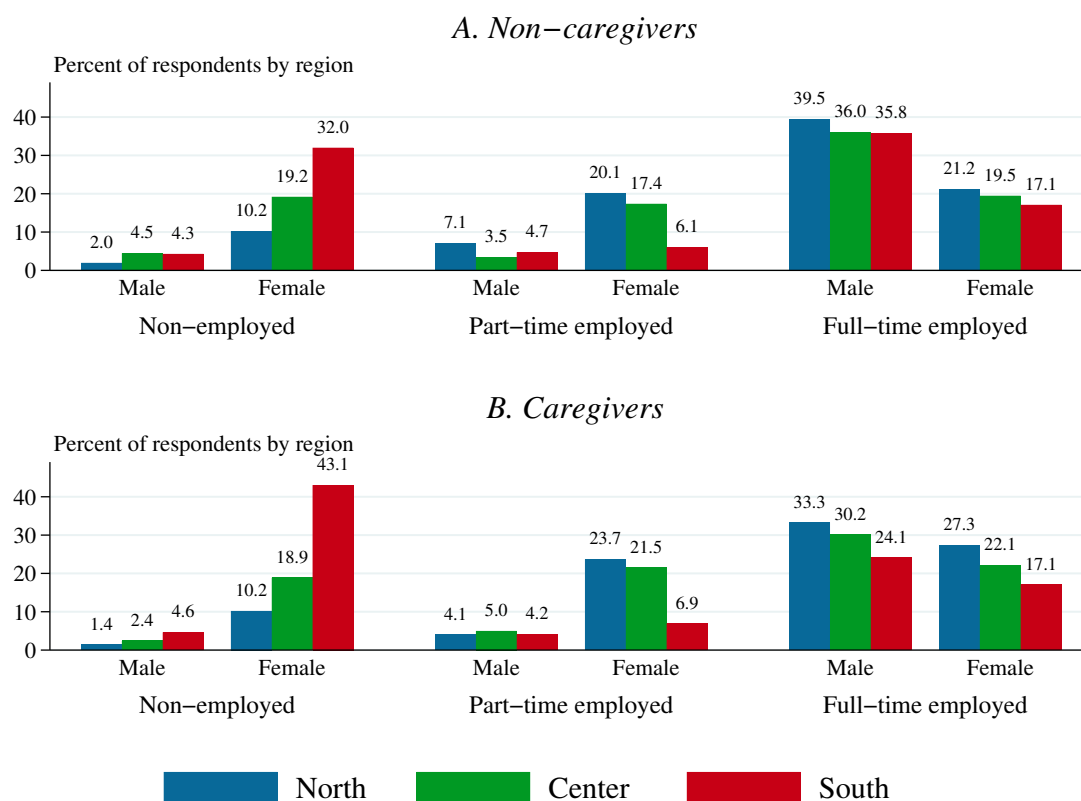 A. Non−caregivers
Percent of respondents by region
40
30
20
10
0
2.0 4.5 4.3 10.2 19.2 32.0 7.1 3.5 4.7 20.1 17.4 6.1 39.5 36.0 35.8 21.2 19.5 17.1
Male Female Male Female Male Female
Non−employed Part−time employed Full−time employed
B. Caregivers
Percent of respondents by region
40
30
20
10
0
1.4 2.4 4.6 10.2 18.9 43.1 4.1 5.0 4.2 23.7 21.5 6.9 33.3 30.2 24.1 27.3 22.1 17.1
Male Female Male Female Male Female
Non−employed Part−time employed Full−time employed
North Center South